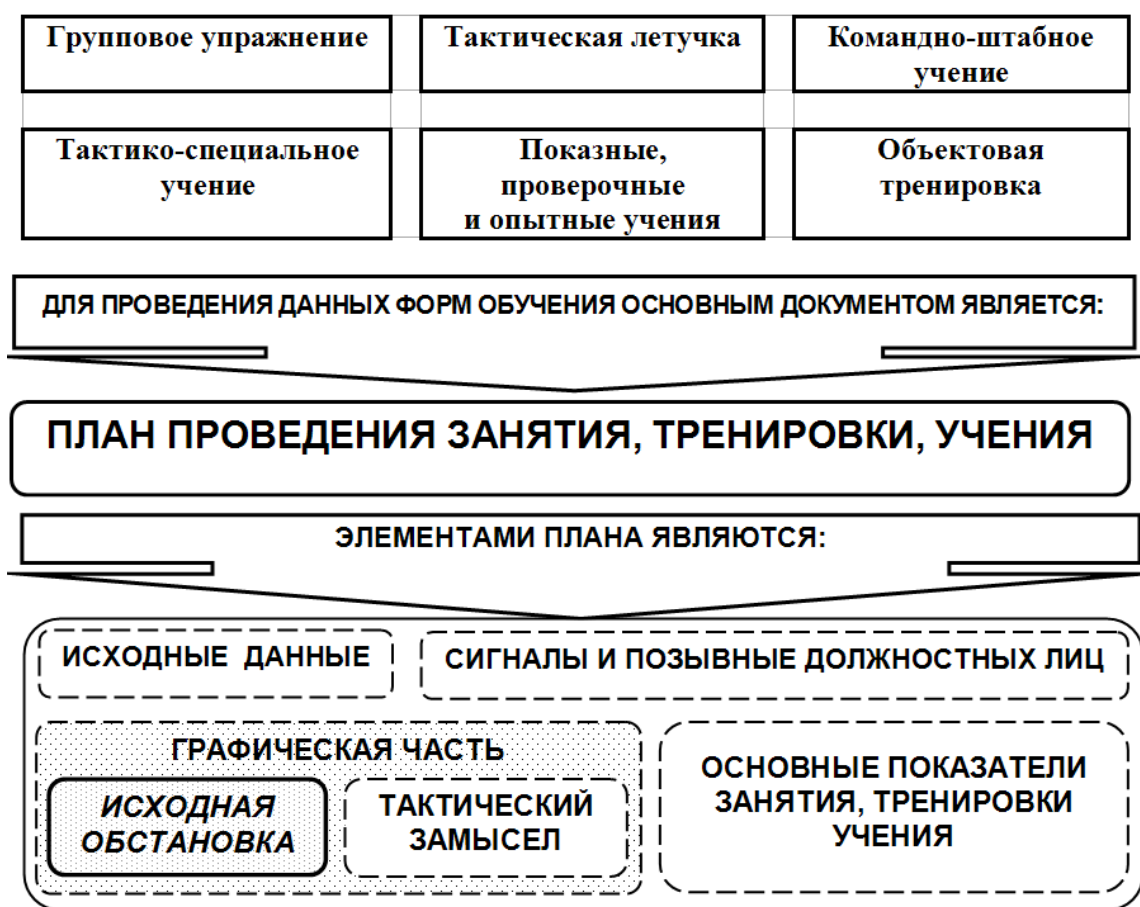 Групповое упражнение
Тактическая летучка
Командно-штабное
учение
Тактико-специальное
учение
Показные,
проверочные
и опытные учения
Объектовая
тренировка
ДЛЯ ПРОВЕДЕНИЯ ДАННЫХ ФОРМ ОБУЧЕНИЯ ОСНОВНЫМ ДОКУМЕНТОМ ЯВЛЯЕТСЯ:
ПЛАН ПРОВЕДЕНИЯ ЗАНЯТИЯ, ТРЕНИРОВКИ, УЧЕНИЯ
ЭЛЕМЕНТАМИ ПЛАНА ЯВЛЯЮТСЯ:
ИСХОДНЫЕ ДАННЫЕ
СИГНАЛЫ И ПОЗЫВНЫЕ ДОЛЖНОСТНЫХ ЛИЦ
ГРАФИЧЕСКАЯ ЧАСТЬ
ИСХОДНАЯ
ОБСТАНОВКА
ТАКТИЧЕСКИЙ
ЗАМЫСЕЛ
ОСНОВНЫЕ ПОКАЗАТЕЛИ
ЗАНЯТИЯ, ТРЕНИРОВКИ
УЧЕНИЯ